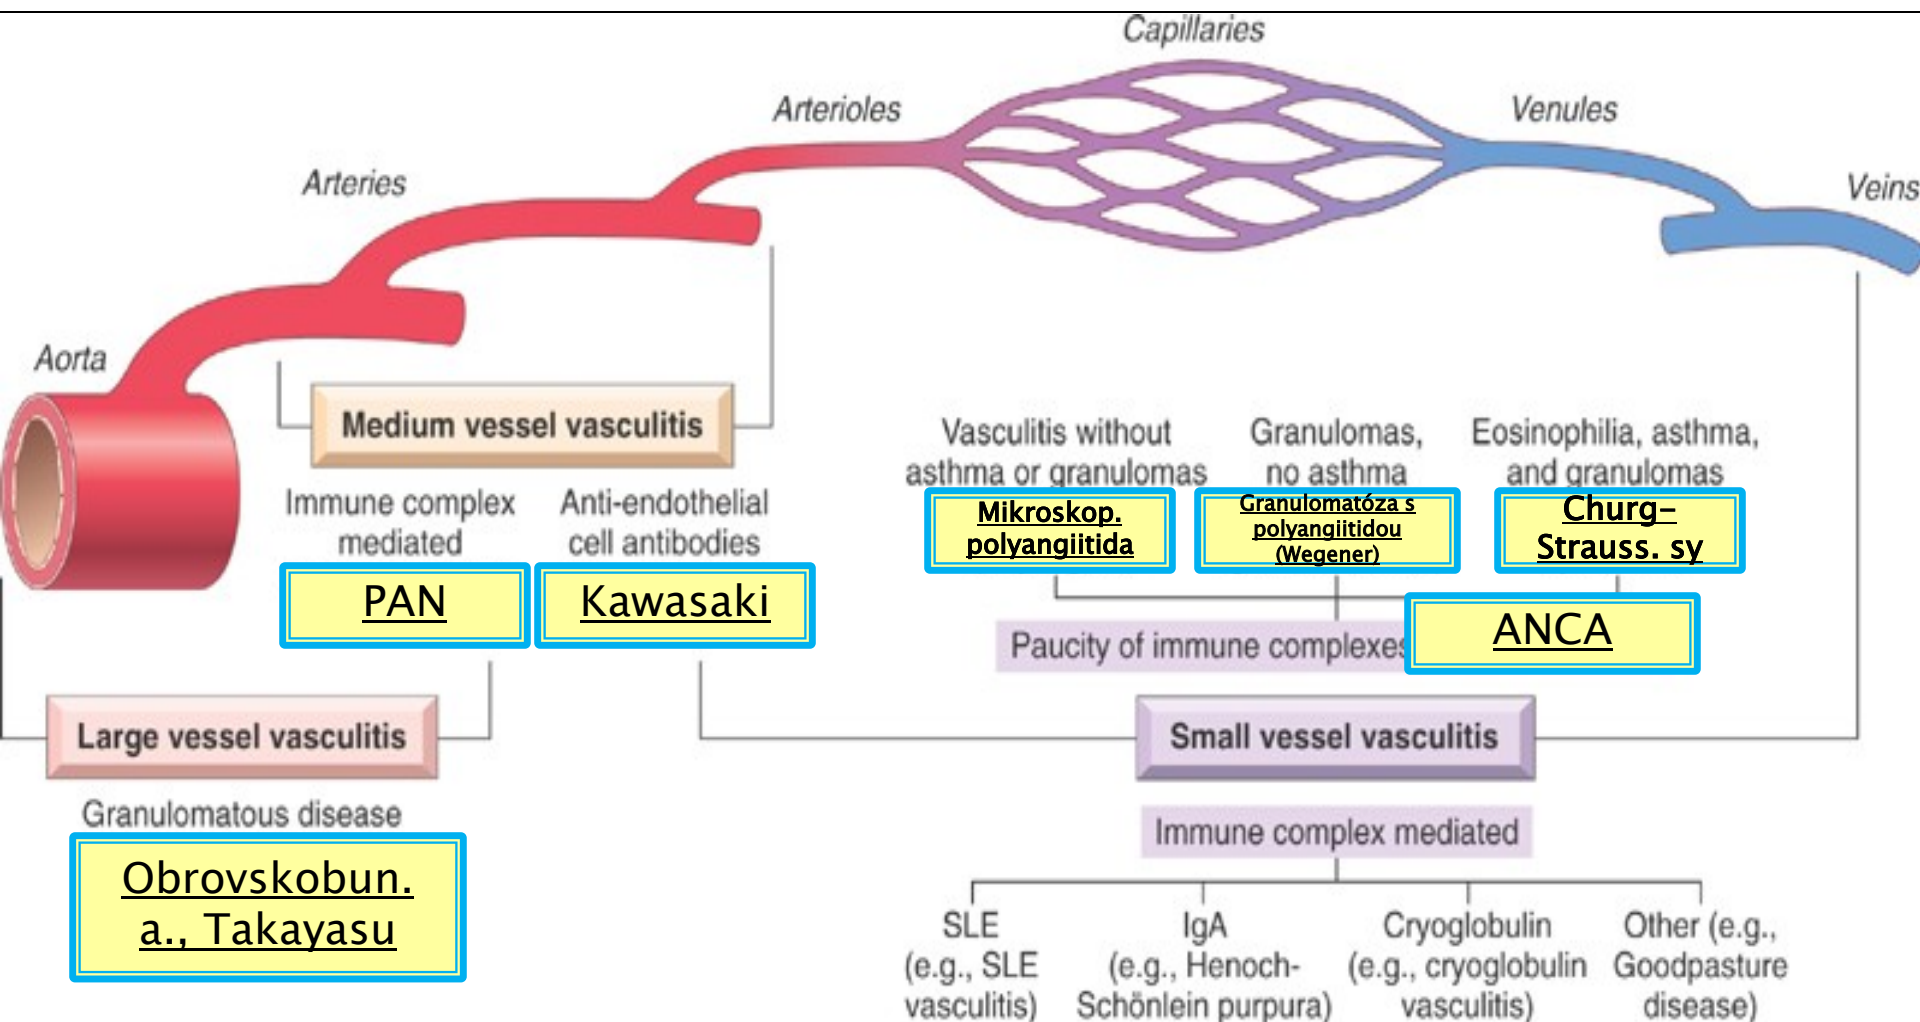 Capillaries
Arterioles
Venules
Arteries
Veins
Aorta
Medium vessel vasculitis
Immune complex
mediated
Anti-endothelial
cell antibodies
PAN
Kawasaki
Vasculitis without
asthma or granulomas
Granulomas,
no asthma
Eosinophilia, asthma,
and granulomas
Mikroskop.
polyangiitida
Granulomatóza s
polyangiitidou
(Wegener)
Churg-
Strauss. sy
Paucity of immune complexes
ANCA
Large vessel vasculitis
Small vessel vasculitis
Granulomatous disease
Obrovskobun.
a., Takayasu
Immune complex mediated
SLE
(e.g., SLE
vasculitis)
IgA
(e.g., Henoch-
Schönlein purpura)
Cryoglobulin
(e.g., cryoglobulin
vasculitis)
Other (e.g.,
Goodpasture
disease)